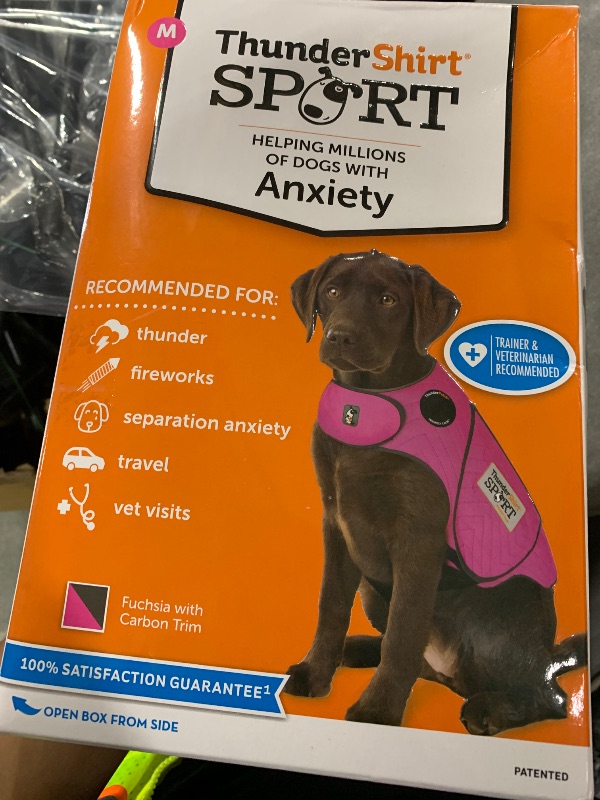 M
ThunderShirt®
SPORT
HELPING MILLIONS
OF DOGS WITH
Anxiety
RECOMMENDED FOR:
thunder
fireworks
separation anxiety
travel
vet visits
TRAINER &
VETERINARIAN
RECOMMENDED
ThunderShirt
SPORT
Fuchsia with
Carbon Trim
100% SATISFACTION GUARANTEE¹
OPEN BOX FROM SIDE
PATENTED